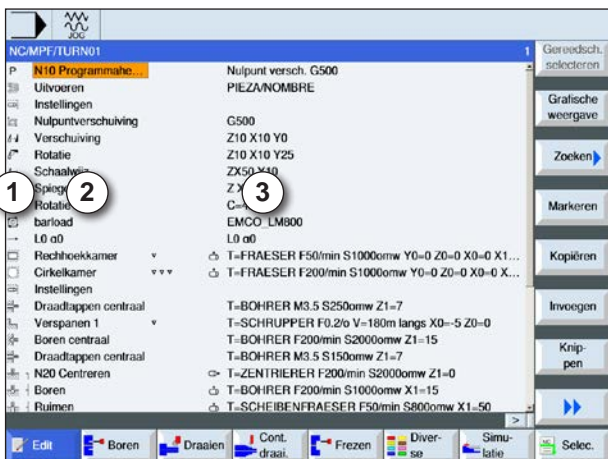 JOG
NC/MPF/TURN01 1
P N10 Programmahe... Nulpunt versch. G500
Uitvoeren PIEZA/NOMBRE
Instellingen
Nulpuntverschuiving G500
Verschuiving Z10 X10 Y0
Rotatie Z10 X10 Y25
ZX50 Y10
Z
Rotatie
barload EMCO_LM800
L0 α0 L0 α0
Rechhoekkamer T=FRAESER F50/min S1000omw Y0=0 Z0=0 X0=0 X1...
Cirkelkamer T=FRAESER F200/min S1000omw Y0=0 Z0=0 X0=0 X...
Instellingen
Draadtappen centraal T=BOHRER M3.5 S250omw Z1=7
Verspanen 1 T=SCHRUPPER F0.2/o V=180m langs X0=-5 Z0=0
Boren centraal T=BOHRER F200/min S2000omw Z1=15
Draadtappen centraal T=BOHRER M3.5 S150omw Z1=7
N20 Centreren T=ZENTRIERER F200/min S2000omw Z1=0
Boren T=BOHRER F200/min S1000omw X1=15
Ruimen T=SCHEIBENFRAESER F50/min S800omw X1=50
>
1
2
3
Gereedsch.
selecteren
Grafische
weergave
Zoeken
Markeren
Kopiëren
Invoegen
Knip-
pen
Edit
Boren
Draaien
Cont.
draai.
Frezen
Diver-
se
Simu-
latie
NC
Selec.